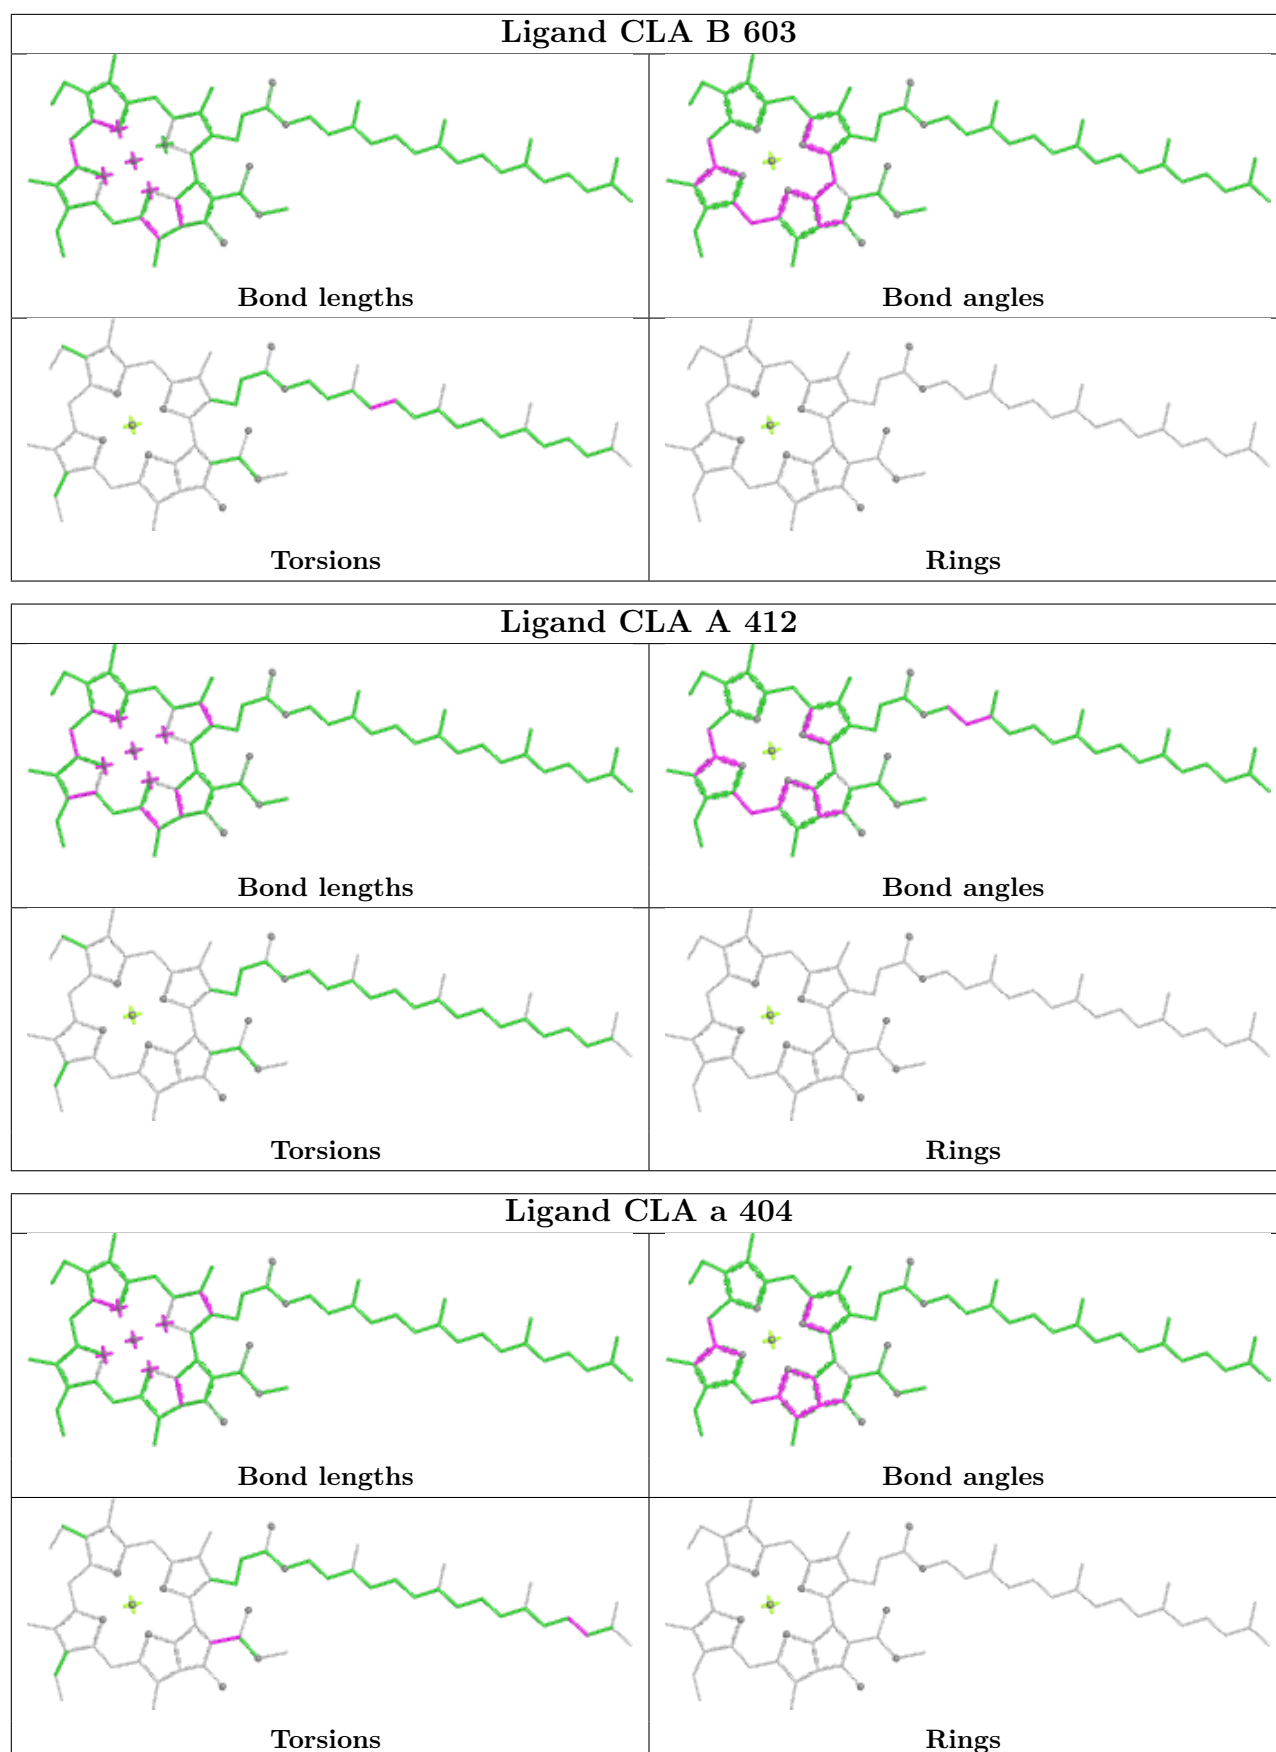 Ligand CLA B 603
Bond lengths
Bond angles
Torsions
Rings
Ligand CLA A 412
Bond lengths
Bond angles
Torsions
Rings
Ligand CLA a 404
Bond lengths
Bond angles
Torsions
Rings